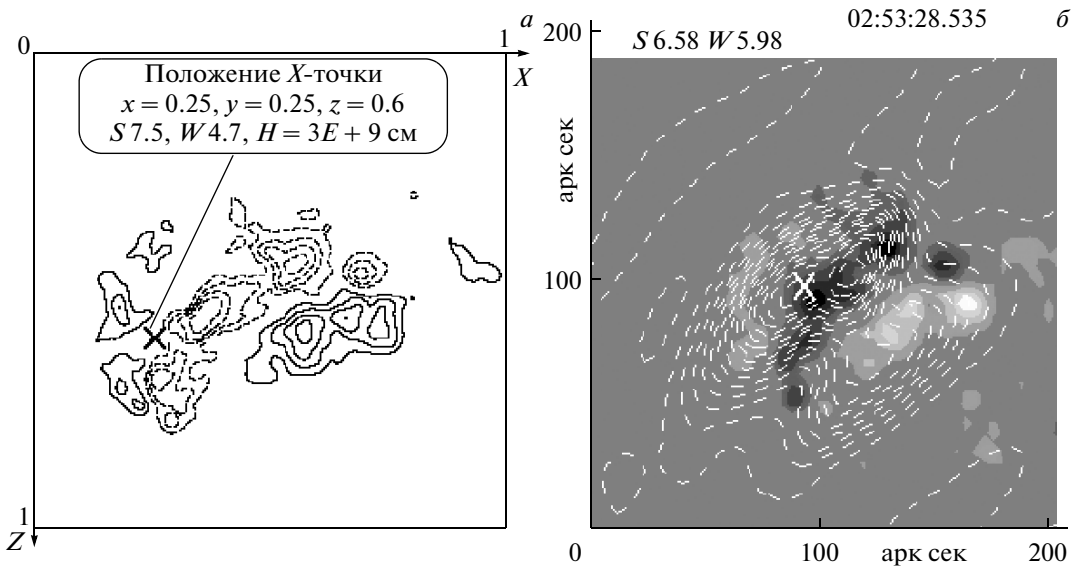 а
0
1
X
Положение X-точки
x = 0.25, y = 0.25, z = 0.6
S 7.5, W 4.7, H = 3E + 9 см
1
Z
02:53:28.535
б
200
S 6.58 W 5.98
арк сек
100
X
0
100
арк сек
200